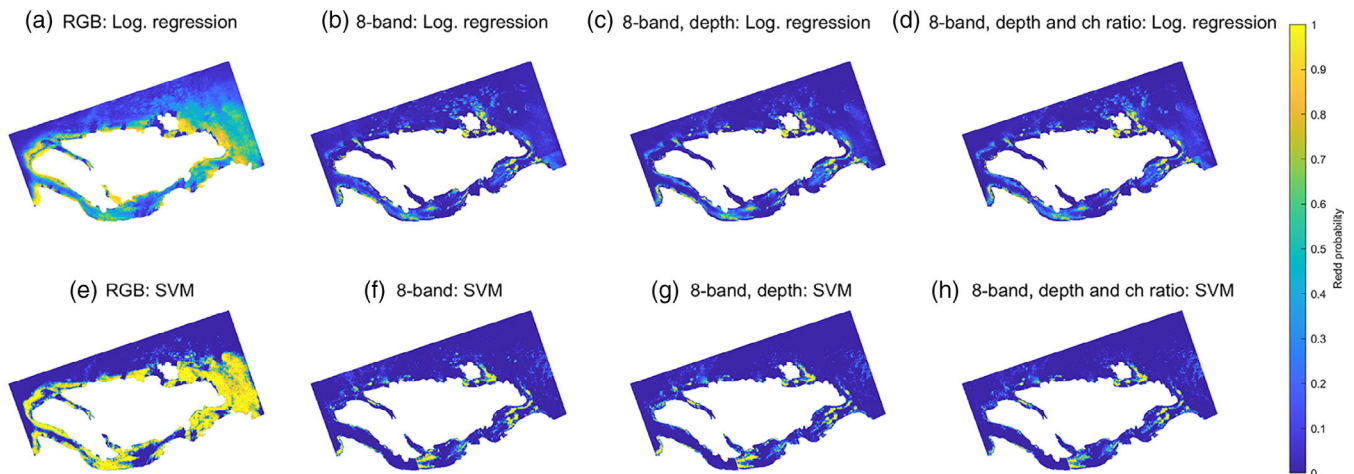 (a) RGB: Log. regression
(b) 8-band: Log. regression
(c) 8-band, depth: Log. regression
(d) 8-band, depth and ch ratio: Log. regression
(e) RGB: SVM
(f) 8-band: SVM
(g) 8-band, depth: SVM
(h) 8-band, depth and ch ratio: SVM
1
0.9
0.8
0.7
0.6
0.5
0.4
0.3
0.2
0.1
0
Redd probability